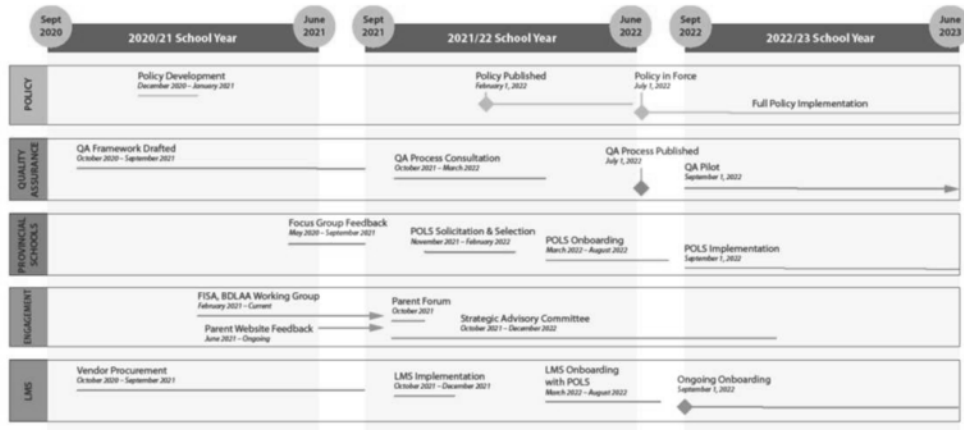 Sept
2020
2020/21 School Year
June
2021
Sept
2021
2021/22 School Year
June
2022
Sept
2022
2022/23 School Year
June
2023
POLICY
Policy Development
December 2020 – January 2021
Policy Published
February 1, 2022
Policy in Force
July 1, 2022
Full Policy Implementation
QUALITY
ASSURANCE
QA Framework Drafted
October 2020 – September 2021
QA Process Consultation
October 2021 – March 2022
QA Process Published
July 1, 2022
QA Pilot
September 1, 2022
PROVINCIAL
SCHOOLS
Focus Group Feedback
May 2020 – September 2021
POLS Solicitation & Selection
November 2021 – February 2022
POLS Onboarding
March 2022 – August 2022
POLS Implementation
September 1, 2022
ENGAGEMENT
FISA, BDLAA Working Group
February 2021 – Current
Parent Website Feedback
June 2021 – Ongoing
Parent Forum
October 2021
Strategic Advisory Committee
October 2021 – December 2022
LMS
Vendor Procurement
October 2020 – September 2021
LMS Implementation
October 2021 – December 2021
LMS Onboarding
with POLS
March 2022 – August 2022
Ongoing Onboarding
September 1, 2022